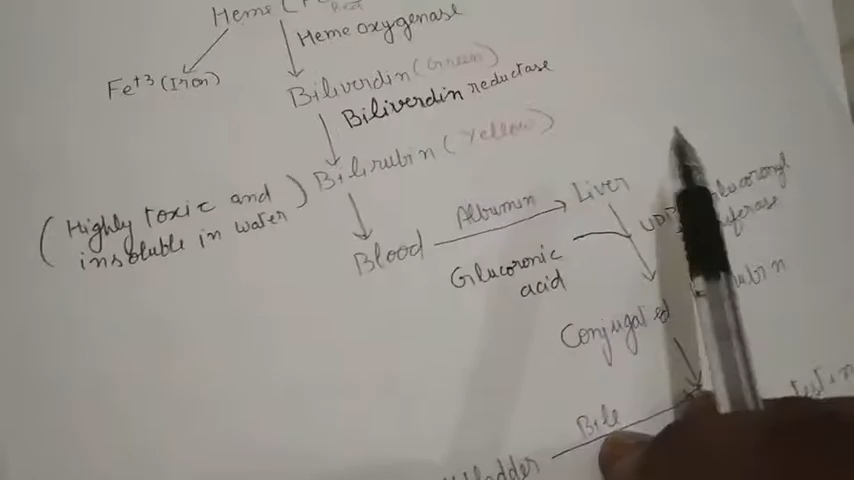 Heme (
Red
Heme oxygenase
Fe+3 (Iron)
Biliverdin (Green)
Biliverdin reductase
Bilirubin (Yellow)
(Highly toxic and
insoluble in water)
Blood
Albumin
Liver
Glucoronic
acid
Conjugated
Bile